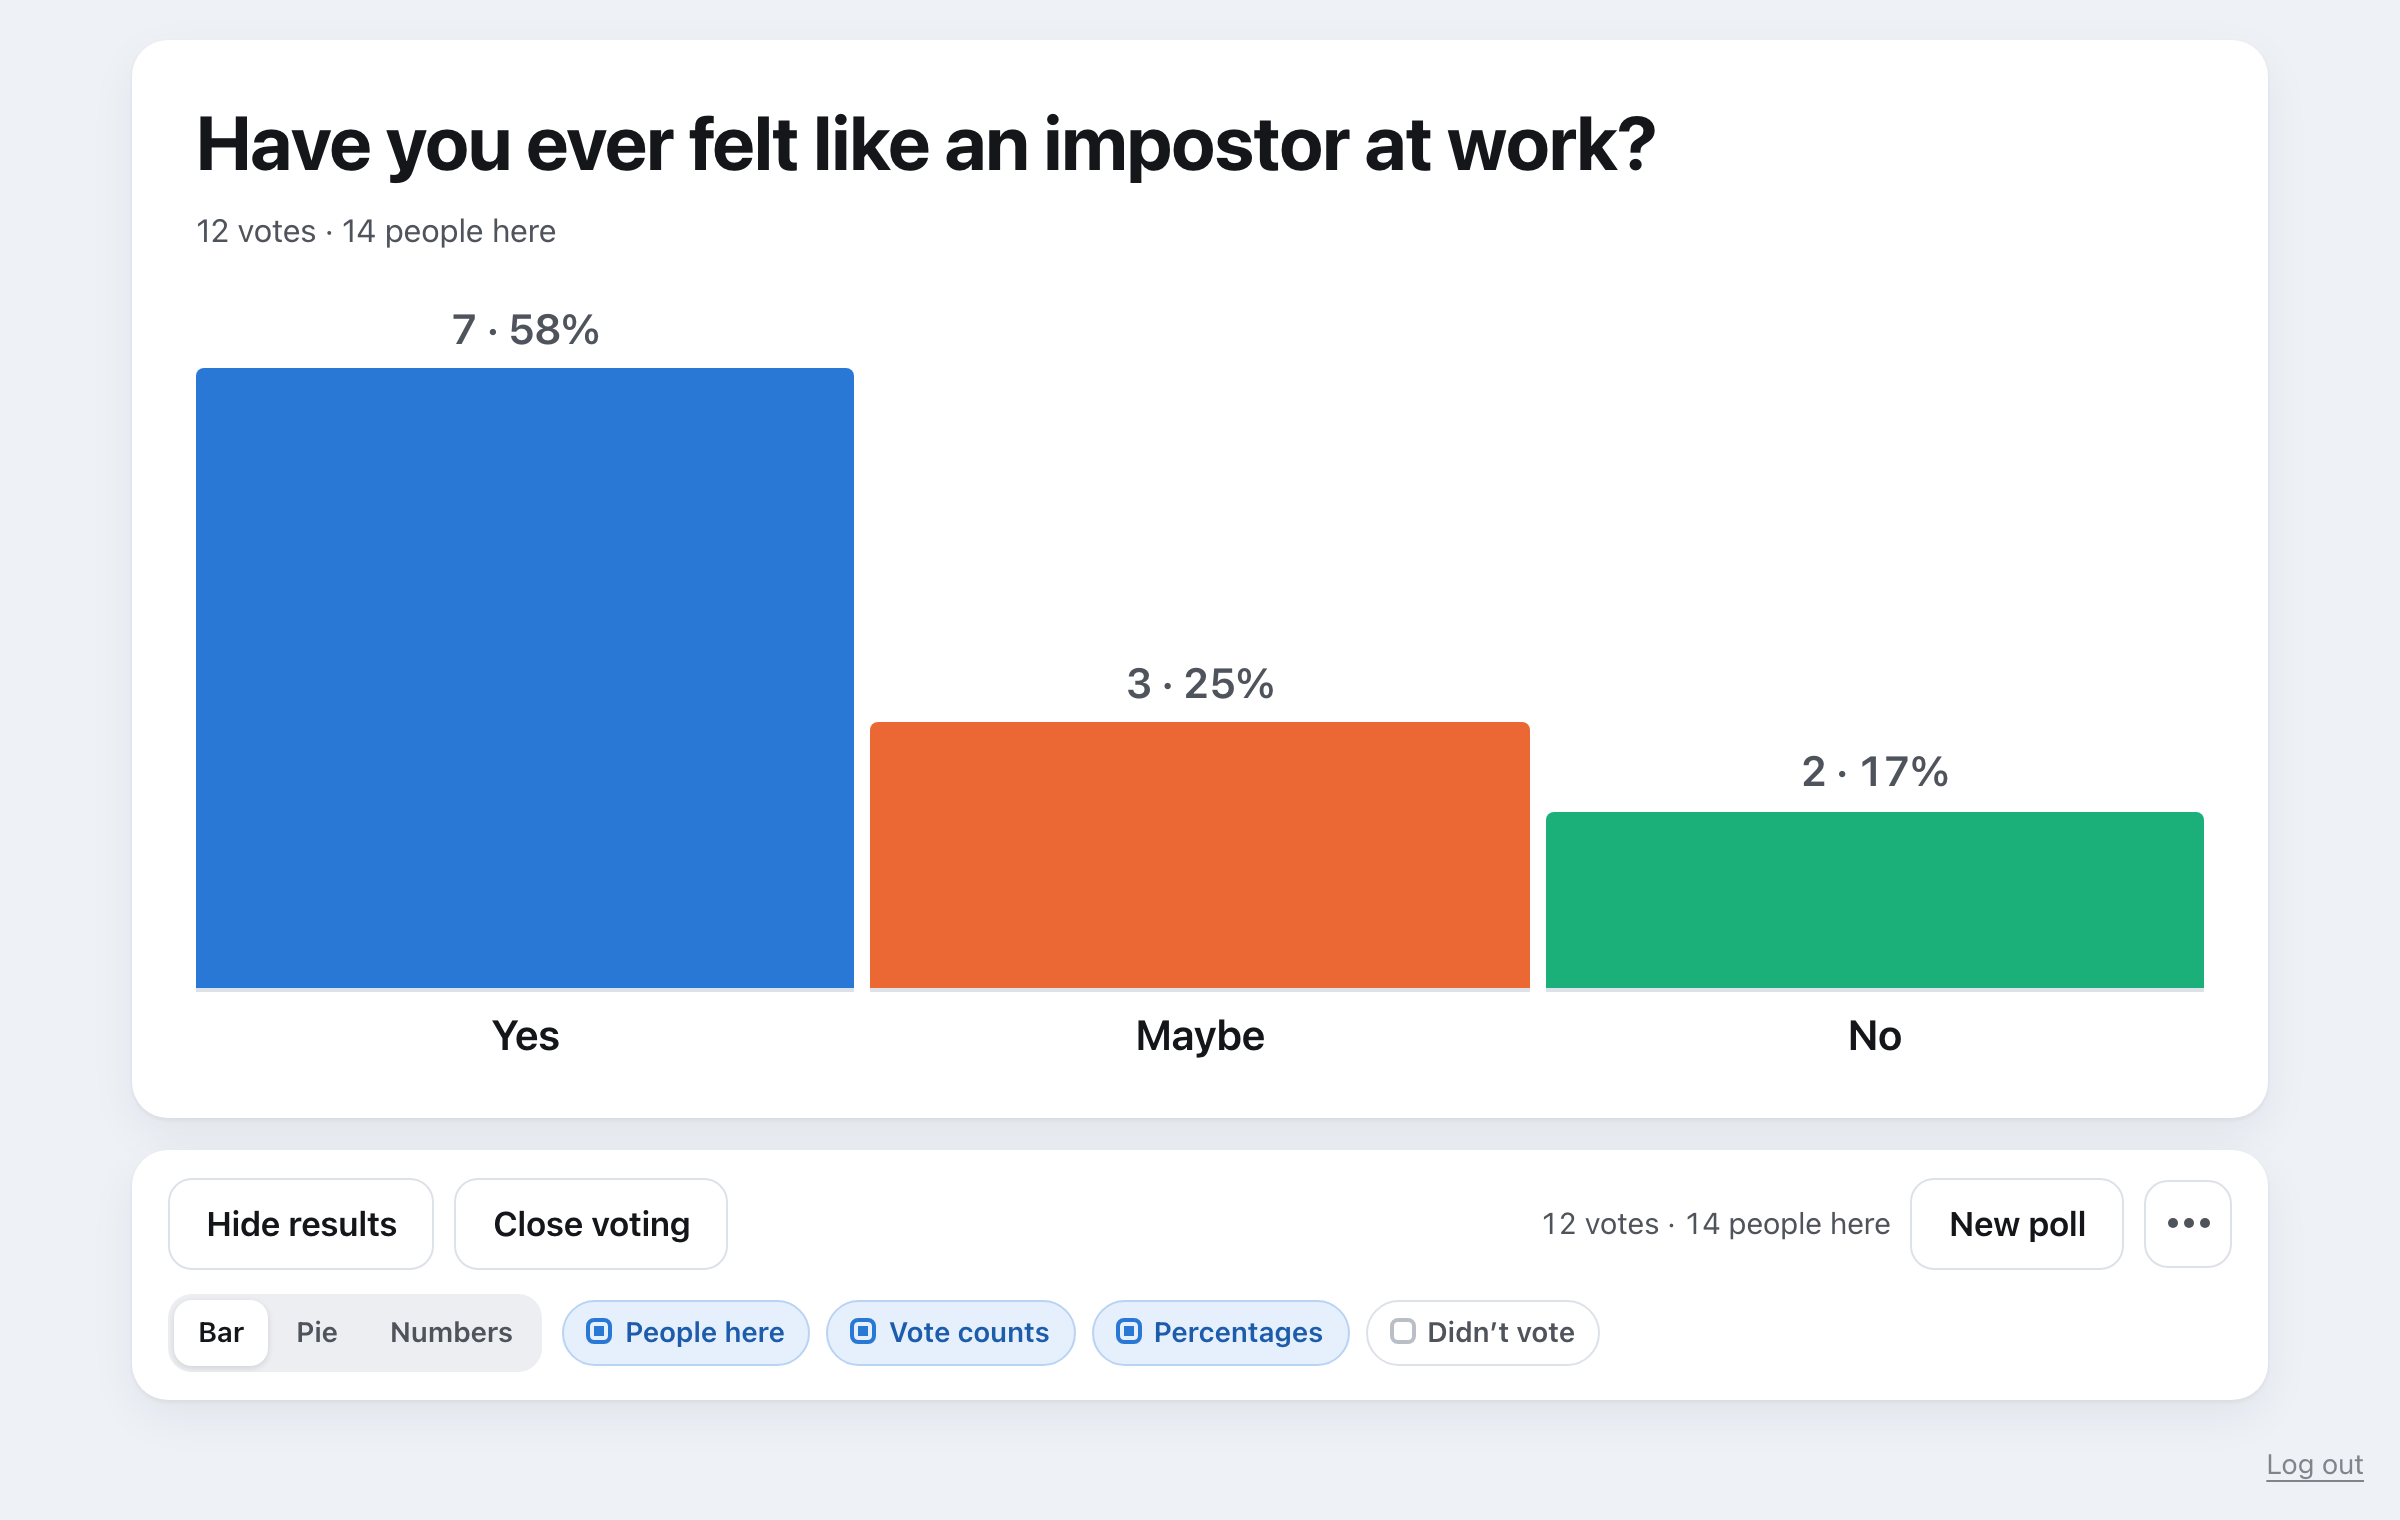 Have you ever felt like an impostor at work?
12 votes · 14 people here
7 · 58%
3 · 25%
2 · 17%
Yes
Maybe
No
Hide results
Close voting
12 votes · 14 people here
New poll
Bar
Pie
Numbers
People here
Vote counts
Percentages
Didn’t vote
Log out